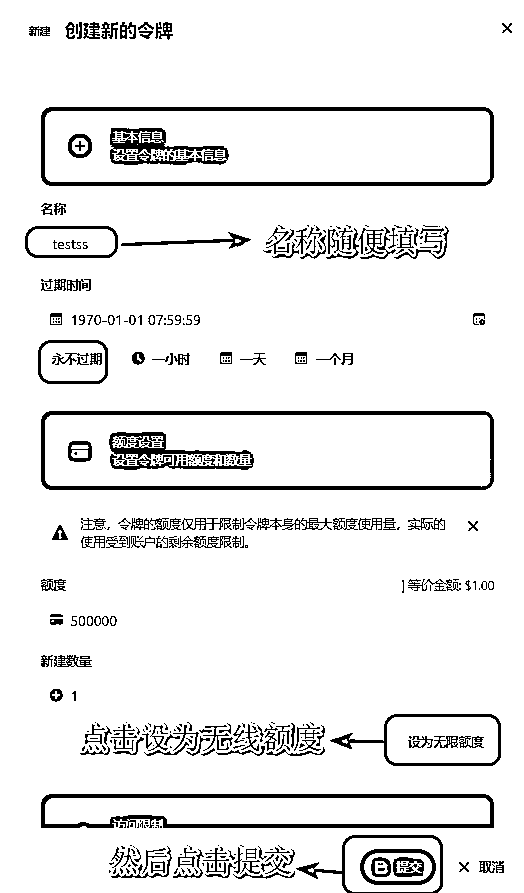 新建 创建新的令牌
基本信息
设置令牌的基本信息
名称
testss
名称随便填写
过期时间
1970-01-01 07:59:59
永不过期 一小时 一天 一个月
额度设置
设置令牌可用额度和数量
注意，令牌的额度仅用于限制令牌本身的最大额度使用量，实际的
使用受到账户的剩余额度限制。
额度 等价金额: $1.00
500000
新建数量
1
点击设为无线额度 设为无限额度
访问限制
然后点击提交 提交 取消